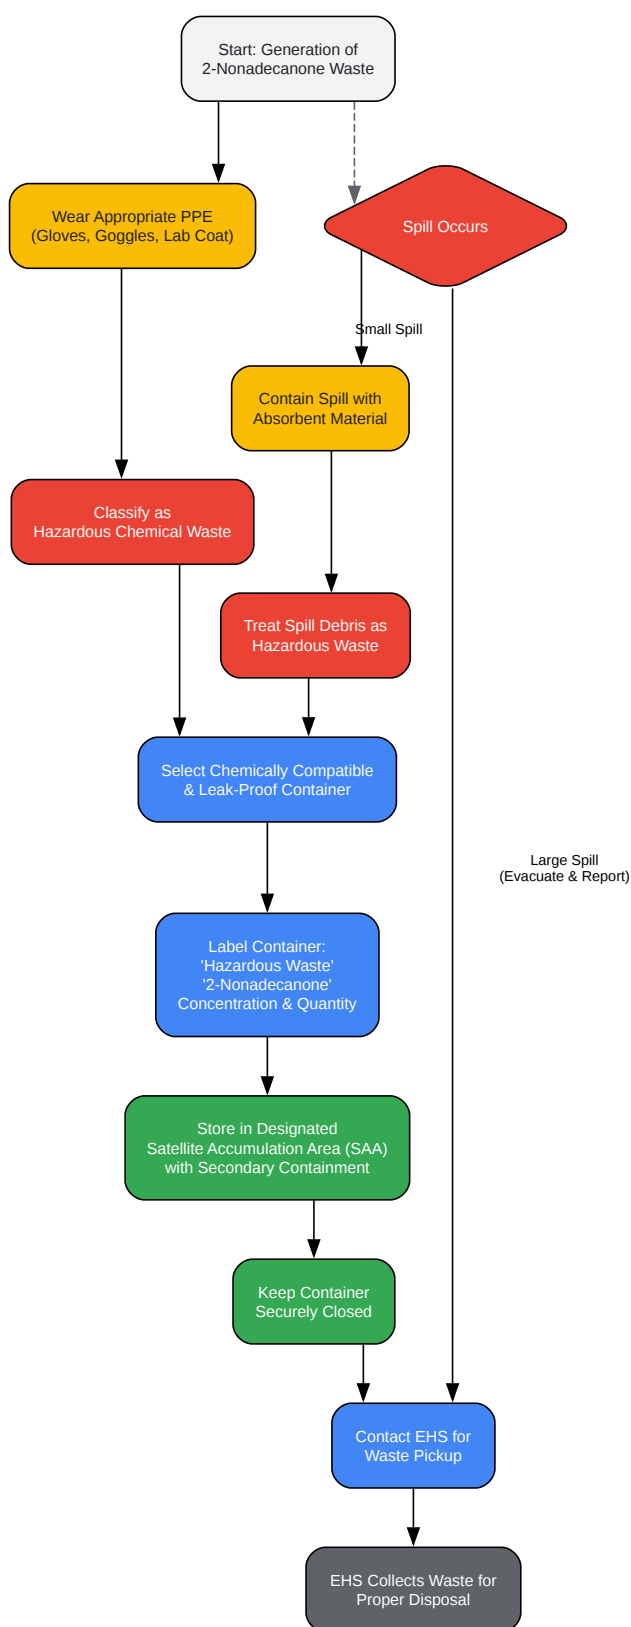 Start: Generation of
2-Nonadecanone Waste
Wear Appropriate PPE
(Gloves, Goggles, Lab Coat)
Spill Occurs
Small Spill
Contain Spill with
Absorbent Material
Classify as
Hazardous Chemical Waste
Treat Spill Debris as
Hazardous Waste
Select Chemically Compatible
& Leak-Proof Container
Large Spill
(Evacuate & Report)
Label Container:
'Hazardous Waste'
'2-Nonadecanone'
Concentration & Quantity
Store in Designated
Satellite Accumulation Area (SAA)
with Secondary Containment
Keep Container
Securely Closed
Contact EHS for
Waste Pickup
EHS Collects Waste for
Proper Disposal